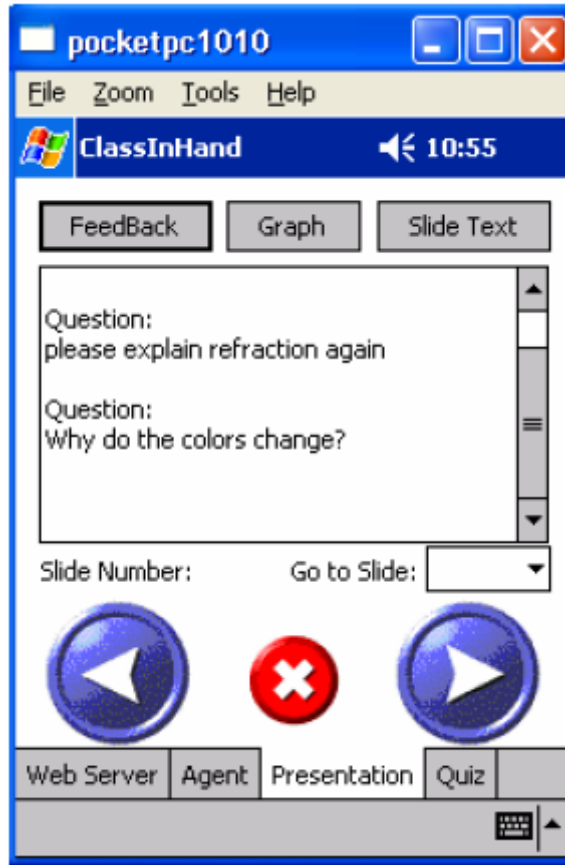 pocketpc1010
File Zoom Tools Help
ClassInHand 10:55
FeedBack Graph Slide Text
Question:
please explain refraction again
Question:
Why do the colors change?
Slide Number: Go to Slide:
Web Server Agent Presentation Quiz